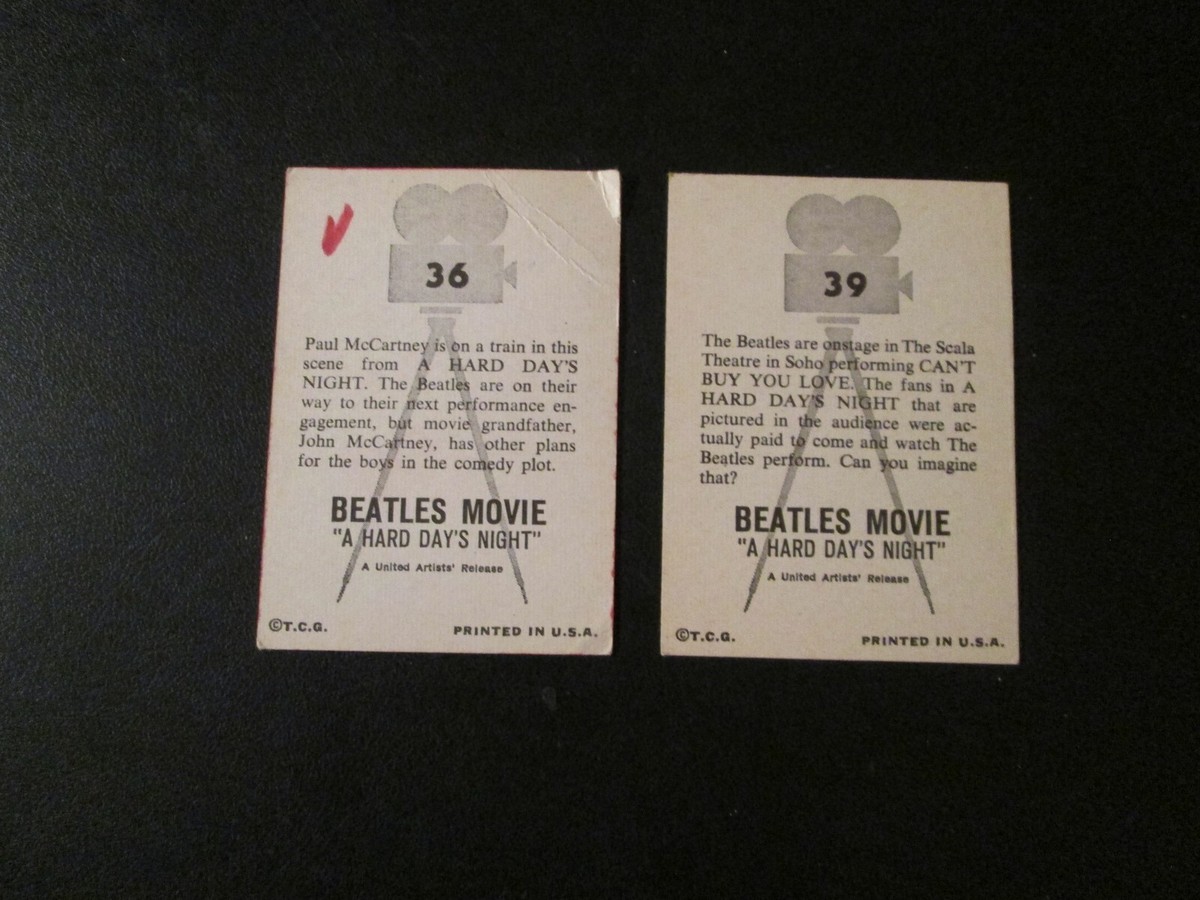 36
Paul McCartney is on a train in this
scene from A HARD DAY'S
NIGHT. The Beatles are on their
way to their next performance en-
gagement, but movie grandfather,
John McCartney, has other plans
for the boys in the comedy plot.
BEATLES MOVIE
"A HARD DAY'S NIGHT"
A United Artists' Release
©T.C.G.
PRINTED IN U.S.A.
39
The Beatles are onstage in The Scala
Theatre in Soho performing CAN'T
BUY YOU LOVE. The fans in A
HARD DAY'S NIGHT that are
pictured in the audience were ac-
tually paid to come and watch The
Beatles perform. Can you imagine
that?
BEATLES MOVIE
"A HARD DAY'S NIGHT"
A United Artists' Release
©T.C.G.
PRINTED IN U.S.A.